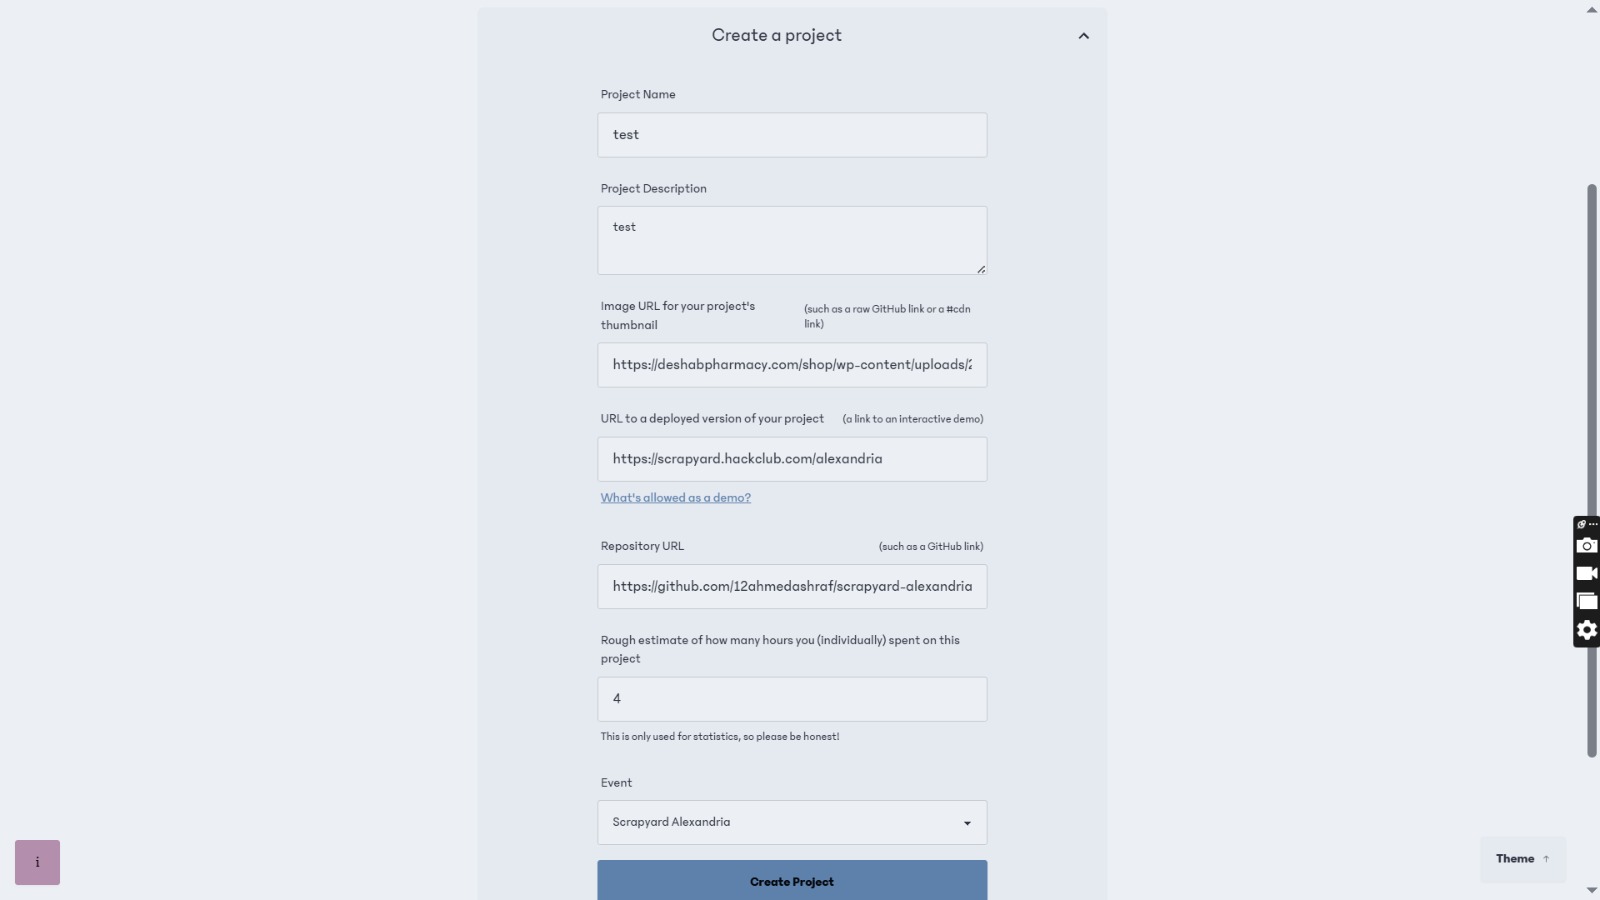 Create a project
Project Name
test
Project Description
test
Image URL for your project's
thumbnail
(such as a raw GitHub link or a #cdn
link)
https://deshabpharmacy.com/shop/wp-content/uploads/2
URL to a deployed version of your project
(a link to an interactive demo)
https://scrapyard.hackclub.com/alexandria
What's allowed as a demo?
Repository URL
(such as a GitHub link)
https://github.com/12ahmedashraf/scrapyard-alexandria
Rough estimate of how many hours you (individually) spent on this
project
4
This is only used for statistics, so please be honest!
Event
Scrapyard Alexandria
Create Project
i
Theme ↑